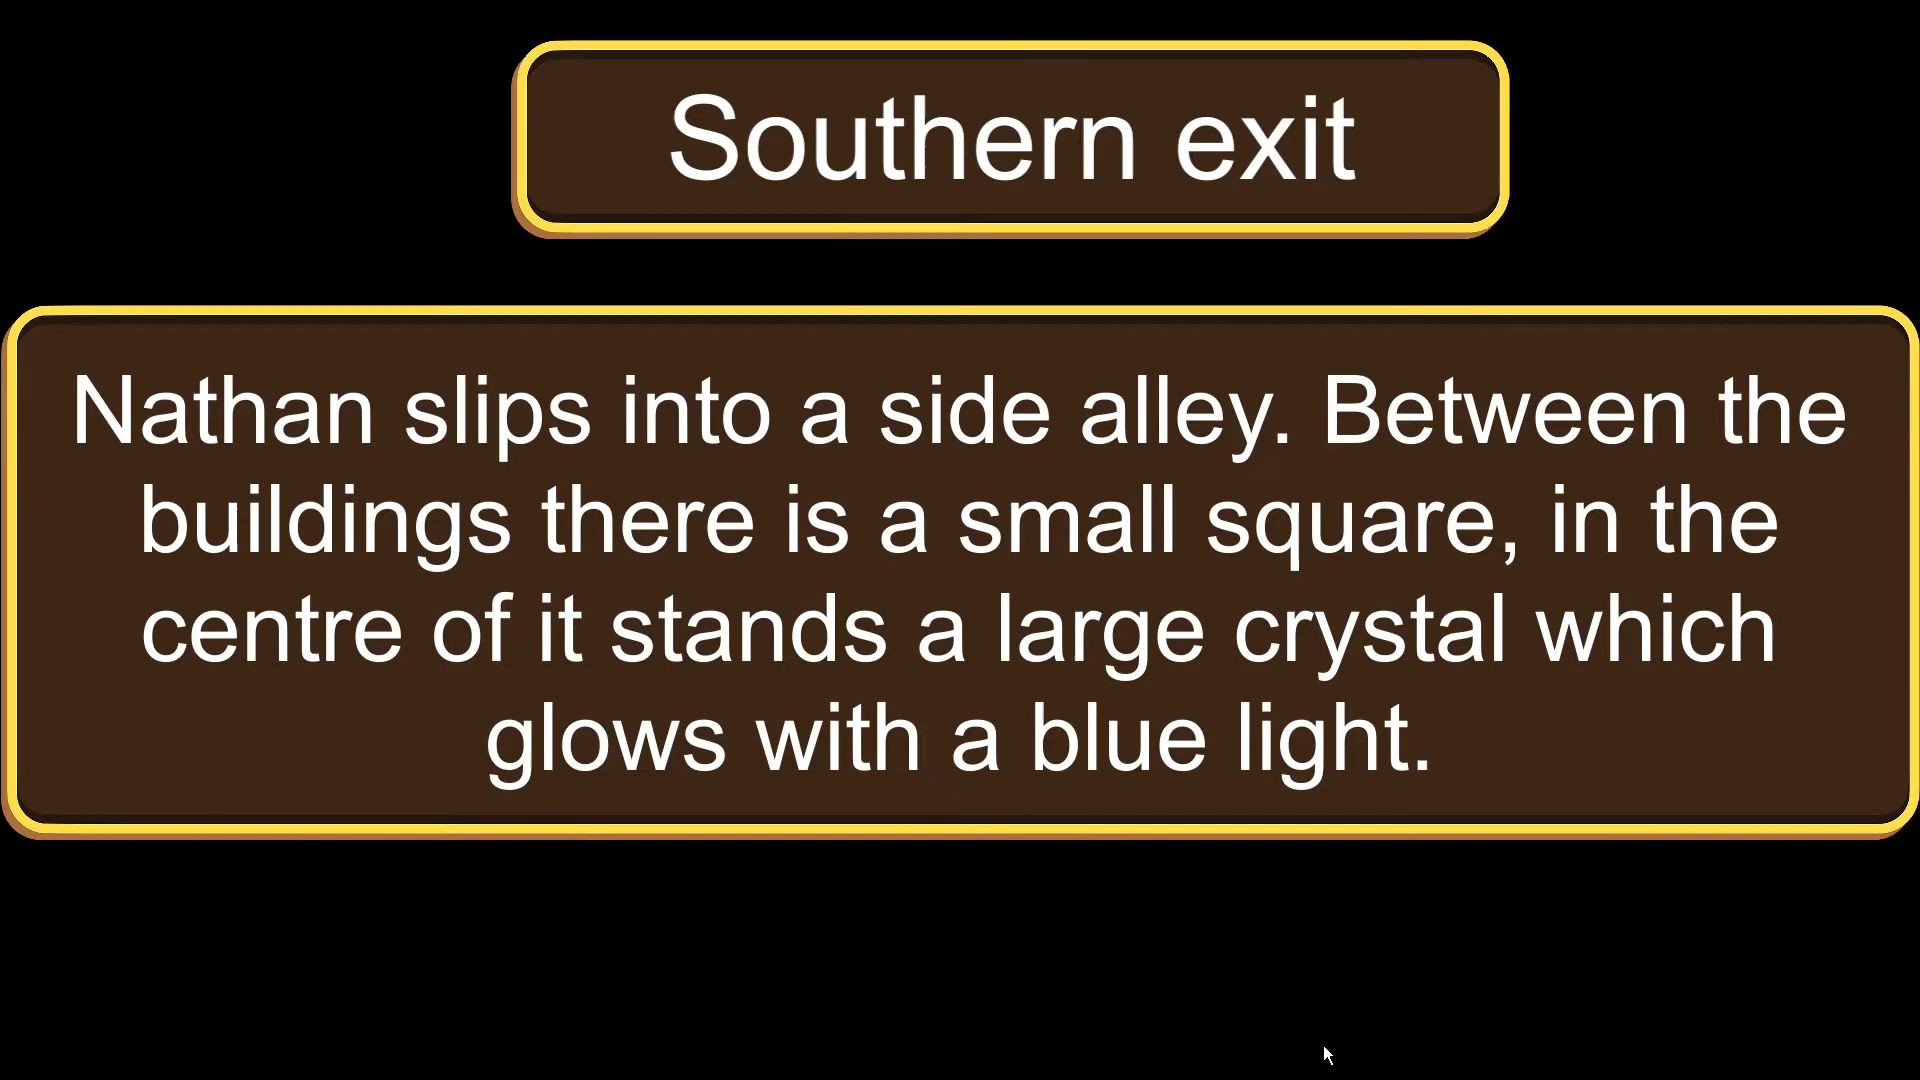 Southern exit
Nathan slips into a side alley. Between the
buildings there is a small square, in the
centre of it stands a large crystal which
glows with a blue light.